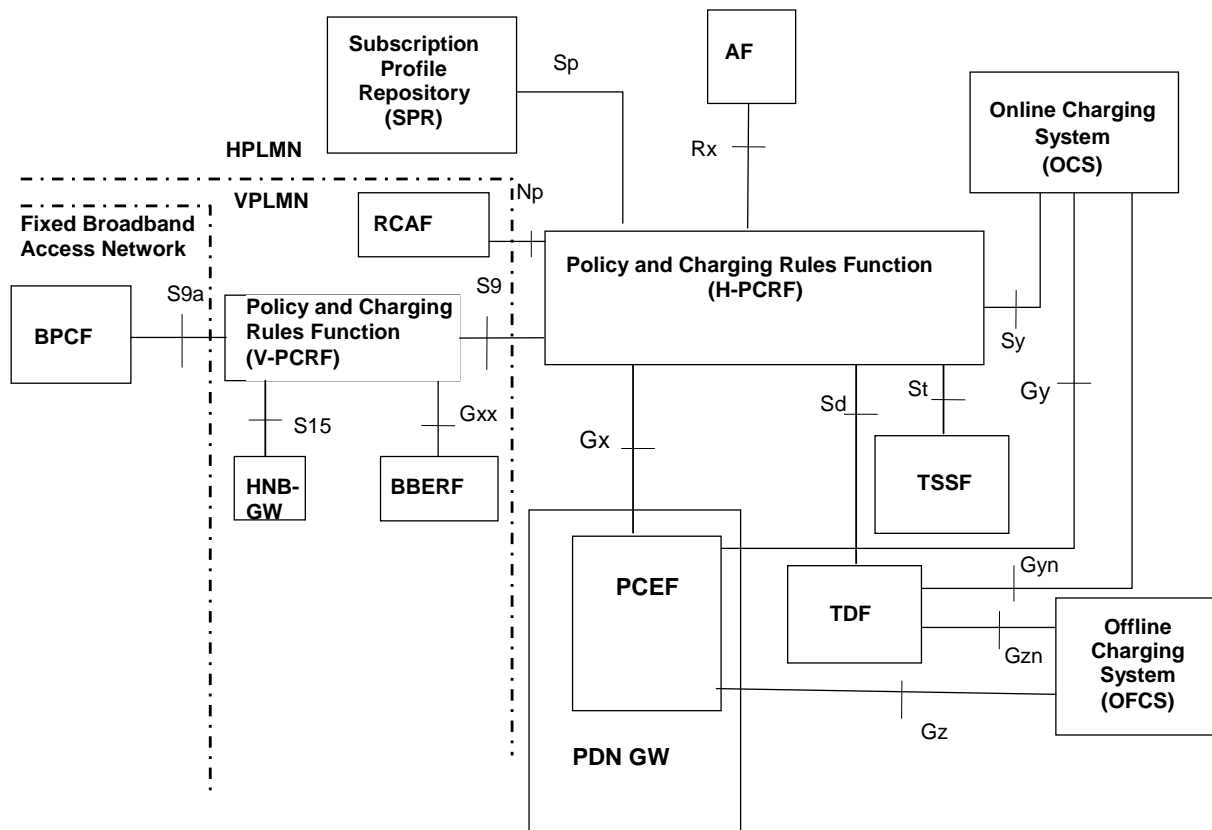 Subscription
Profile
Repository
(SPR)
Sp
AF
Rx
Online Charging
System
(OCS)
HPLMN
VPLMN
Np
Fixed Broadband
Access Network
RCAF
Policy and Charging Rules Function
(H-PCRF)
S9a
S9
BPCF
Policy and Charging
Rules Function
(V-PCRF)
Sy
S15
Gxx
Gx
Sd
St
Gy
HNB-
GW
BBERF
TSSF
PCEF
TDF
Gyn
Gzn
Offline
Charging
System
(OFCS)
Gz
PDN GW